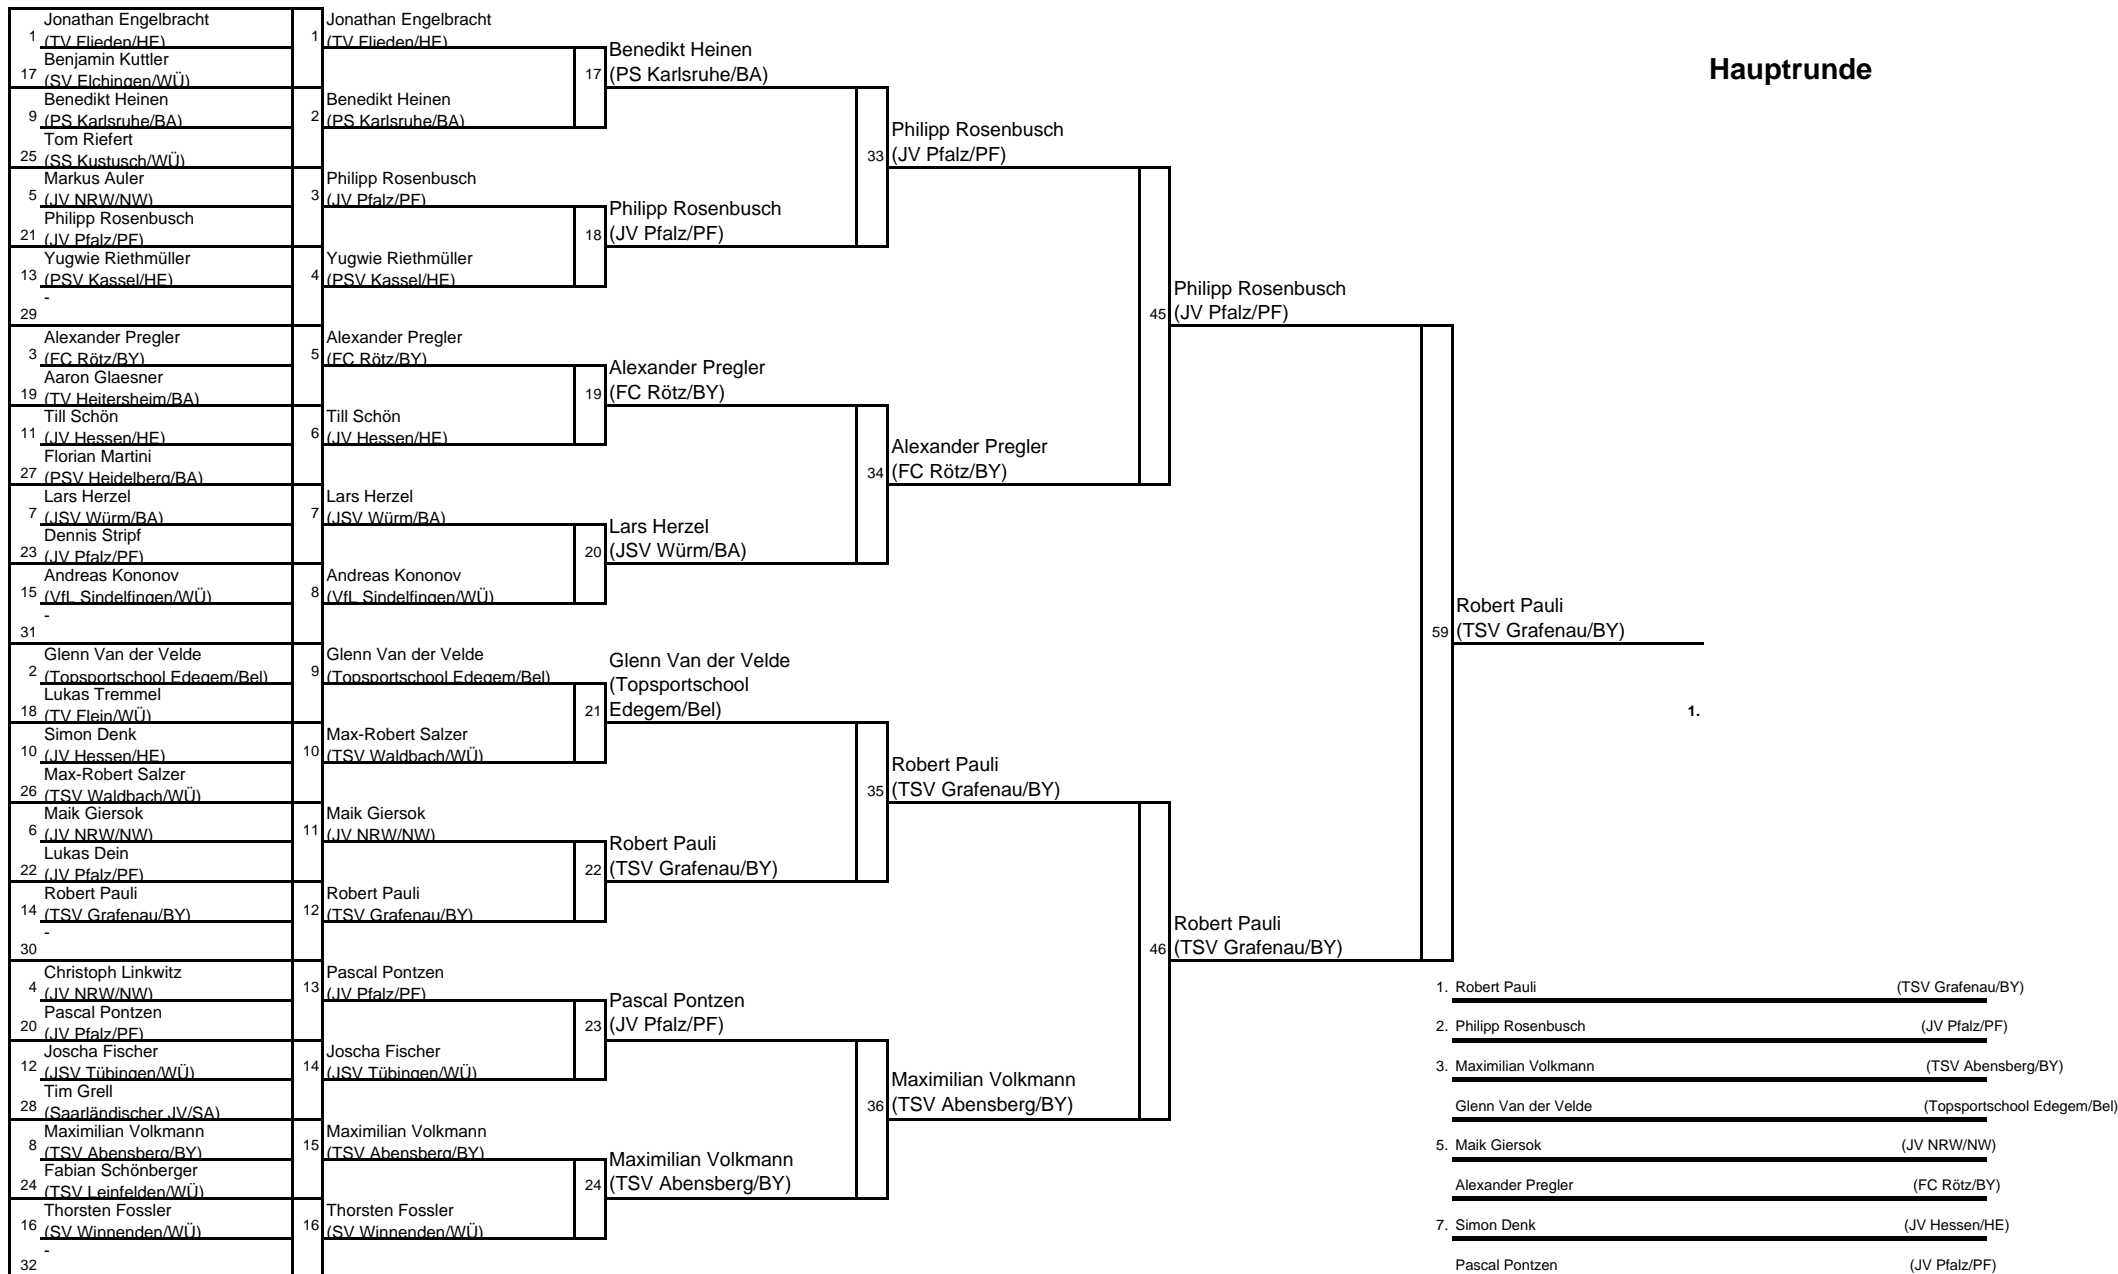 Hauptrunde
1 Jonathan Engelbracht
(TV Flieden/HE)
17 Benjamin Kuttler
(SV Elchingen/WÜ)
9 Benedikt Heinen
(PS Karlsruhe/BA)
25 Tom Riefert
(SS Kustusch/WÜ)
5 Markus Auler
(JV NRW/NW)
21 Philipp Rosenbusch
(JV Pfalz/PF)
13 Yugwie Riethmüller
(PSV Kassel/HE)
29 -
3 Alexander Pregler
(FC Rötz/BY)
19 Aaron Glaesner
(TV Heitersheim/BA)
11 Till Schön
(JV Hessen/HE)
27 Florian Martini
(PSV Heidelberg/BA)
7 Lars Herzel
(JSV Würm/BA)
23 Dennis Stripf
(JV Pfalz/PF)
15 Andreas Kononov
(VfL Sindelfingen/WÜ)
31 -
2 Glenn Van der Velde
(Topsportschool Edegem/Bel)
18 Lukas Tremmel
(TV Flein/WÜ)
10 Simon Denk
(JV Hessen/HE)
26 Max-Robert Salzer
(TSV Waldbach/WÜ)
6 Maik Giersok
(JV NRW/NW)
22 Lukas Dein
(JV Pfalz/PF)
14 Robert Pauli
(TSV Grafenau/BY)
30 -
4 Christoph Linkwitz
(JV NRW/NW)
20 Pascal Pontzen
(JV Pfalz/PF)
12 Joscha Fischer
(JSV Tübingen/WÜ)
28 Tim Grell
(Saarländischer JV/SA)
8 Maximilian Volkmann
(TSV Abensberg/BY)
24 Fabian Schönberger
(TSV Leinfelden/WÜ)
16 Thorsten Fossler
(SV Winnenden/WÜ)
32 -
1 Jonathan Engelbracht
(TV Flieden/HE)
2 Benedikt Heinen
(PS Karlsruhe/BA)
3 Philipp Rosenbusch
(JV Pfalz/PF)
4 Yugwie Riethmüller
(PSV Kassel/HE)
5 Alexander Pregler
(FC Rötz/BY)
6 Till Schön
(JV Hessen/HE)
7 Lars Herzel
(JSV Würm/BA)
8 Andreas Kononov
(VfL Sindelfingen/WÜ)
9 Glenn Van der Velde
(Topsportschool Edegem/Bel)
10 Max-Robert Salzer
(TSV Waldbach/WÜ)
11 Maik Giersok
(JV NRW/NW)
12 Robert Pauli
(TSV Grafenau/BY)
13 Pascal Pontzen
(JV Pfalz/PF)
14 Joscha Fischer
(JSV Tübingen/WÜ)
15 Maximilian Volkmann
(TSV Abensberg/BY)
16 Thorsten Fossler
(SV Winnenden/WÜ)
17 Benedikt Heinen
(PS Karlsruhe/BA)
18 Philipp Rosenbusch
(JV Pfalz/PF)
19 Alexander Pregler
(FC Rötz/BY)
20 Lars Herzel
(JSV Würm/BA)
21 Glenn Van der Velde
(Topsportschool
Edegem/Bel)
22 Robert Pauli
(TSV Grafenau/BY)
23 Pascal Pontzen
(JV Pfalz/PF)
24 Maximilian Volkmann
(TSV Abensberg/BY)
33 Philipp Rosenbusch
(JV Pfalz/PF)
34 Alexander Pregler
(FC Rötz/BY)
35 Robert Pauli
(TSV Grafenau/BY)
36 Maximilian Volkmann
(TSV Abensberg/BY)
45 Philipp Rosenbusch
(JV Pfalz/PF)
46 Robert Pauli
(TSV Grafenau/BY)
59 Robert Pauli
(TSV Grafenau/BY)
1.
1. Robert Pauli (TSV Grafenau/BY)
2. Philipp Rosenbusch (JV Pfalz/PF)
3. Maximilian Volkmann (TSV Abensberg/BY)
Glenn Van der Velde (Topsportschool Edegem/Bel)
5. Maik Giersok (JV NRW/NW)
Alexander Pregler (FC Rötz/BY)
7. Simon Denk (JV Hessen/HE)
Pascal Pontzen (JV Pfalz/PF)